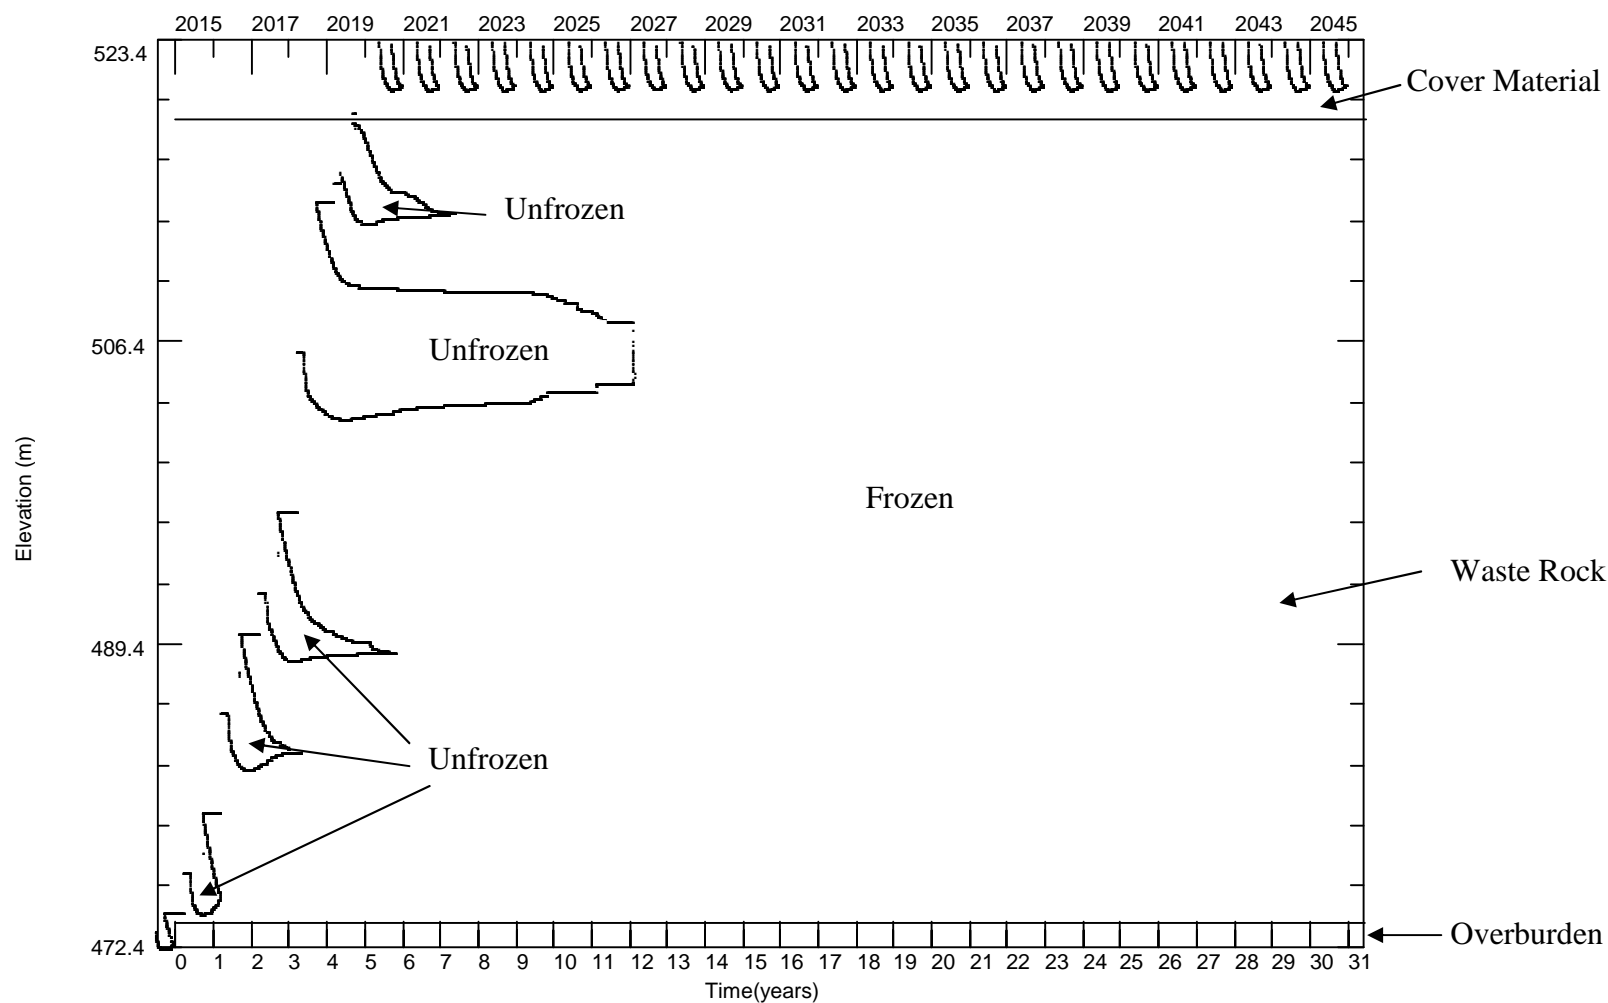 2015 2017 2019 2021 2023 2025 2027 2029 2031 2033 2035 2037 2039 2041 2043 2045
523.4
Cover Material
Unfrozen
506.4
Unfrozen
Elevation (m)
Frozen
Waste Rock
489.4
Unfrozen
Overburden
472.4
0 1 2 3 4 5 6 7 8 9 10 11 12 13 14 15 16 17 18 19 20 21 22 23 24 25 26 27 28 29 30 31
Time(years)